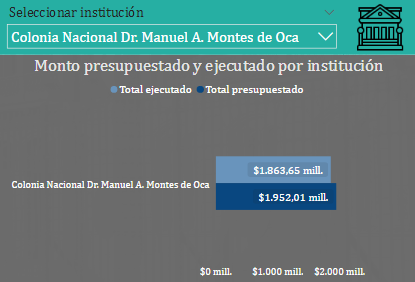 Seleccionar institución
Colonia Nacional Dr. Manuel A. Montes de Oca
Monto presupuestado y ejecutado por institución
Total ejecutado Total presupuestado
$1.863,65 mill.
Colonia Nacional Dr. Manuel A. Montes de Oca
$1.952,01 mill.
$0 mill. $1.000 mill. $2.000 mill.